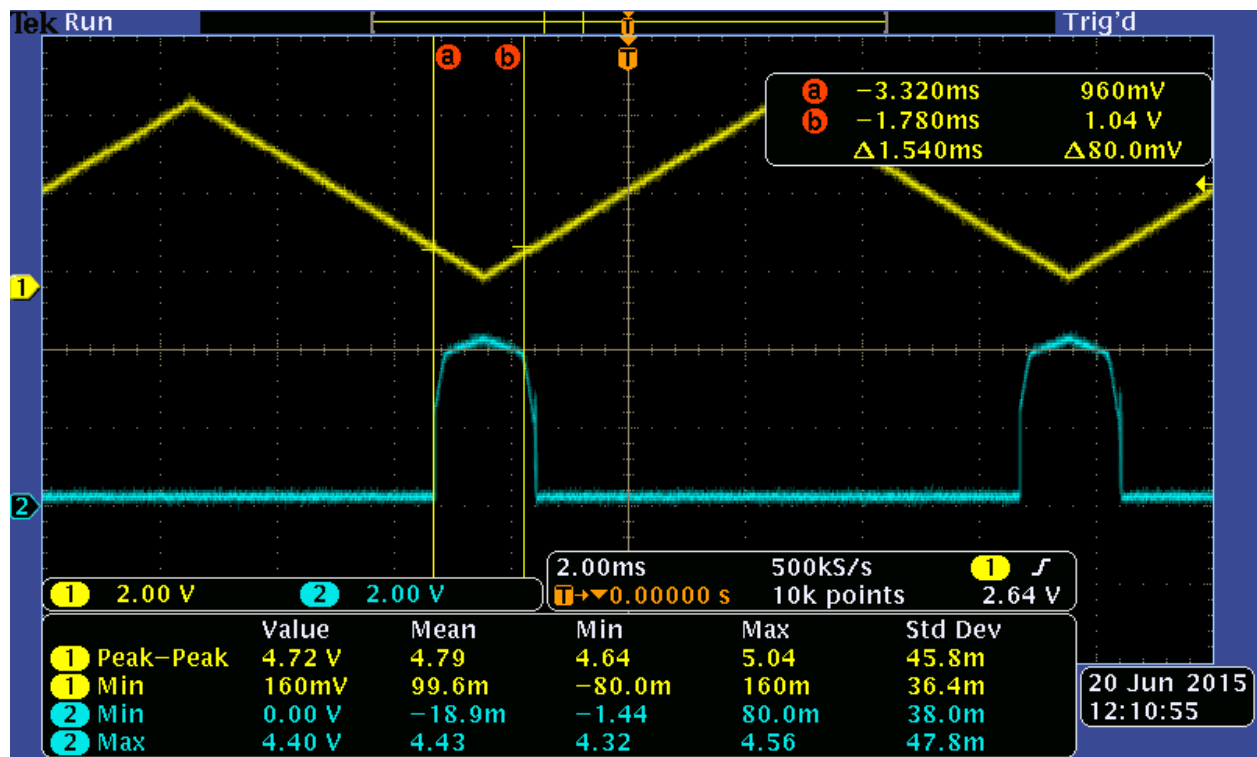 Tek Run Trig'd
T
a b T
a −3.320ms 960mV
b −1.780ms 1.04 V
Δ1.540ms Δ80.0mV
1
2
1 2.00 V 2 2.00 V
2.00ms 500kS/s 1
T→▼0.00000 s 10k points 2.64 V
Value Mean Min Max Std Dev
1 Peak−Peak 4.72 V 4.79 4.64 5.04 45.8m
1 Min 160mV 99.6m −80.0m 160m 36.4m
2 Min 0.00 V −18.9m −1.44 80.0m 38.0m
2 Max 4.40 V 4.43 4.32 4.56 47.8m
20 Jun 2015
12:10:55